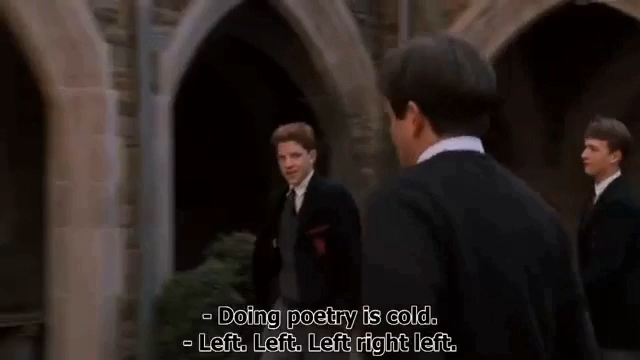 - Doing poetry is cold.
- Left. Left. Left right left.